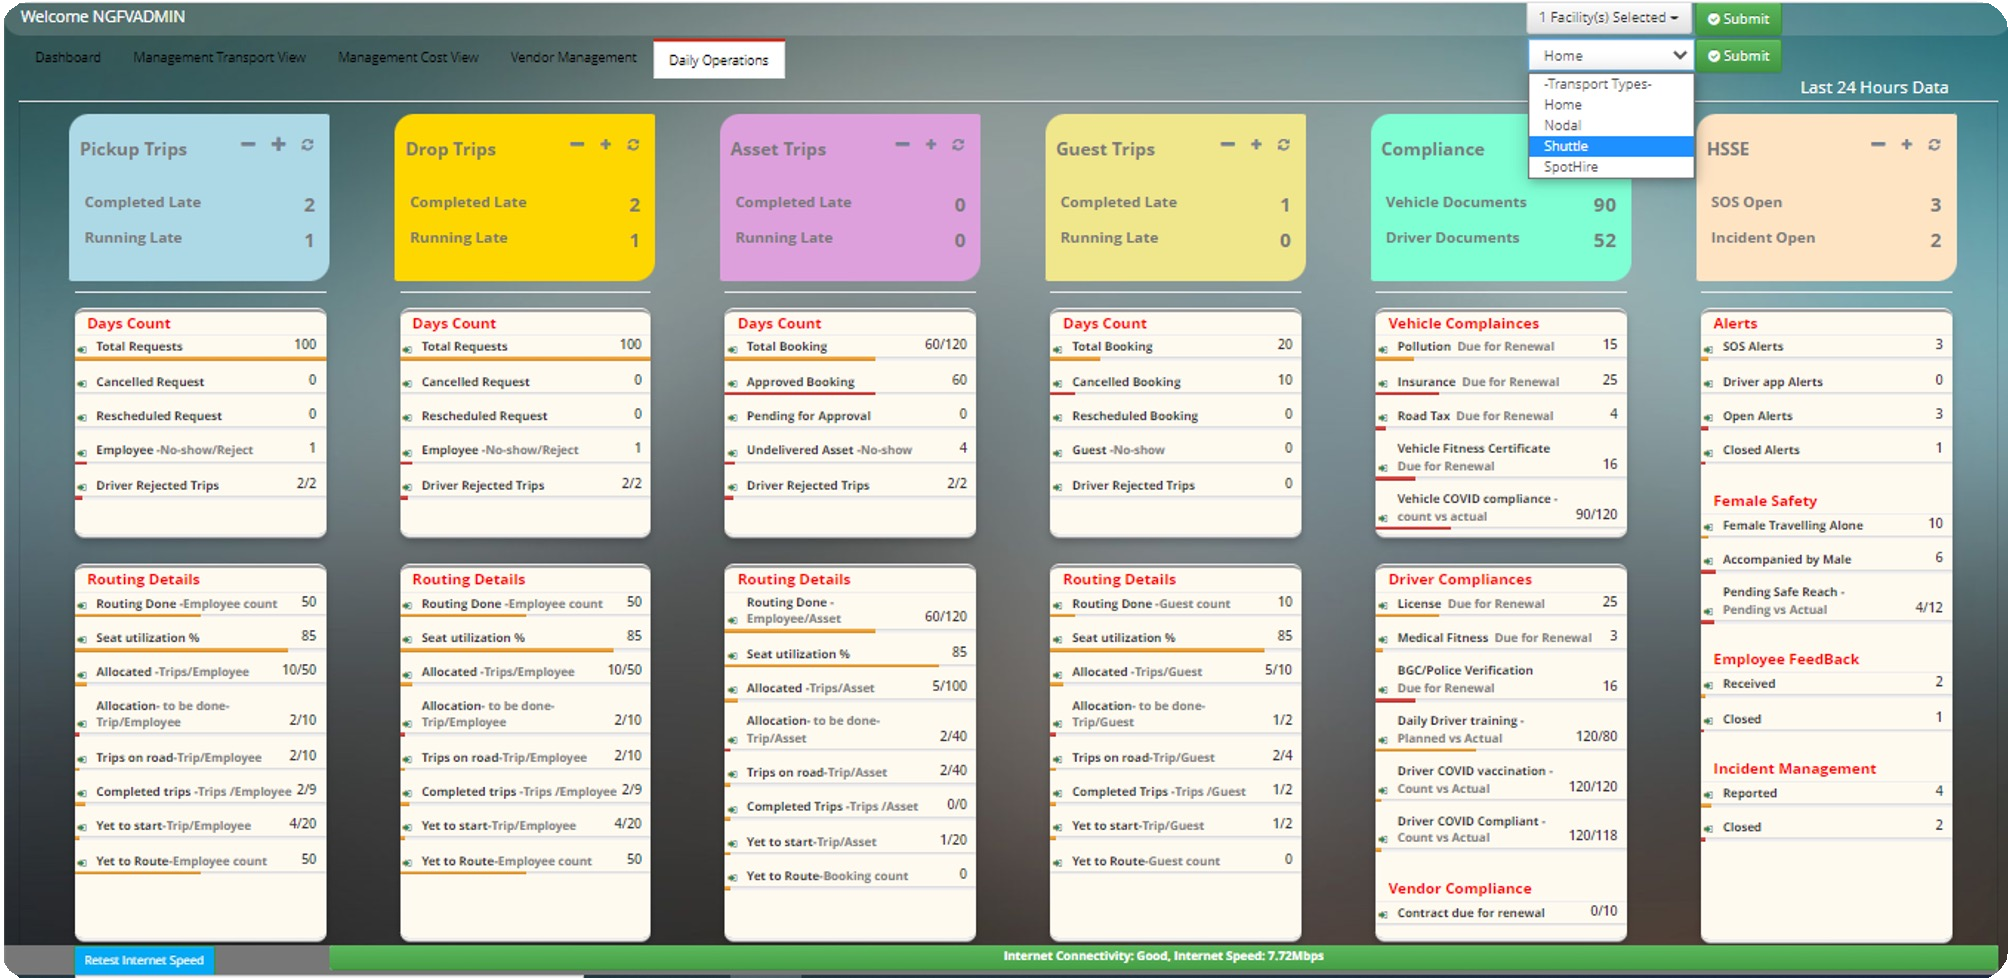 Welcome NGFVADMIN
1 Facility(s) Selected
Submit
Dashboard
Management Transport View
Management Cost View
Vendor Management
Daily Operations
Home
Submit
-Transport Types-
Home
Nodal
Shuttle
SpotHire
Last 24 Hours Data
Pickup Trips
Completed Late 2
Running Late 1
Drop Trips
Completed Late 2
Running Late 1
Asset Trips
Completed Late 0
Running Late 0
Guest Trips
Completed Late 1
Running Late 0
Compliance
Vehicle Documents 90
Driver Documents 52
HSSE
SOS Open 3
Incident Open 2
Days Count
Total Requests 100
Cancelled Request 0
Rescheduled Request 0
Employee -No-show/Reject 1
Driver Rejected Trips 2/2
Routing Details
Routing Done -Employee count 50
Seat utilization % 85
Allocated -Trips/Employee 10/50
Allocation- to be done-
Trip/Employee 2/10
Trips on road-Trip/Employee 2/10
Completed trips -Trips /Employee 2/9
Yet to start-Trip/Employee 4/20
Yet to Route-Employee count 50
Days Count
Total Requests 100
Cancelled Request 0
Rescheduled Request 0
Employee -No-show/Reject 1
Driver Rejected Trips 2/2
Routing Details
Routing Done -Employee count 50
Seat utilization % 85
Allocated -Trips/Employee 10/50
Allocation- to be done-
Trip/Employee 2/10
Trips on road-Trip/Employee 2/10
Completed trips -Trips /Employee 2/9
Yet to start-Trip/Employee 4/20
Yet to Route-Employee count 50
Days Count
Total Booking 60/120
Approved Booking 60
Pending for Approval 0
Undelivered Asset -No-show 4
Driver Rejected Trips 2/2
Routing Details
Routing Done -
Employee/Asset 60/120
Seat utilization % 85
Allocated -Trips/Asset 5/100
Allocation- to be done-
Trip/Asset 2/40
Trips on road-Trip/Asset 2/40
Completed Trips -Trips /Asset 0/0
Yet to start-Trip/Asset 1/20
Yet to Route-Booking count 0
Days Count
Total Booking 20
Cancelled Booking 10
Rescheduled Booking 0
Guest -No-show 0
Driver Rejected Trips 0
Routing Details
Routing Done -Guest count 10
Seat utilization % 85
Allocated -Trips/Guest 5/10
Allocation- to be done-
Trip/Guest 1/2
Trips on road-Trip/Guest 2/4
Completed Trips -Trips /Guest 1/2
Yet to start-Trip/Guest 1/2
Yet to Route-Guest count 0
Vehicle Complainces
Pollution Due for Renewal 15
Insurance Due for Renewal 25
Road Tax Due for Renewal 4
Vehicle Fitness Certificate
Due for Renewal 16
Vehicle COVID compliance -
count vs actual 90/120
Driver Compliances
License Due for Renewal 25
Medical Fitness Due for Renewal 3
BGC/Police Verification
Due for Renewal 16
Daily Driver training -
Planned vs Actual 120/80
Driver COVID vaccination -
Count vs Actual 120/120
Driver COVID Compliant -
Count vs Actual 120/118
Vendor Compliance
Contract due for renewal 0/10
Alerts
SOS Alerts 3
Driver app Alerts 0
Open Alerts 3
Closed Alerts 1
Female Safety
Female Travelling Alone 10
Accompanied by Male 6
Pending Safe Reach -
Pending vs Actual 4/12
Employee FeedBack
Received 2
Closed 1
Incident Management
Reported 4
Closed 2
Retest Internet Speed
Internet Connectivity: Good, Internet Speed: 7.72Mbps